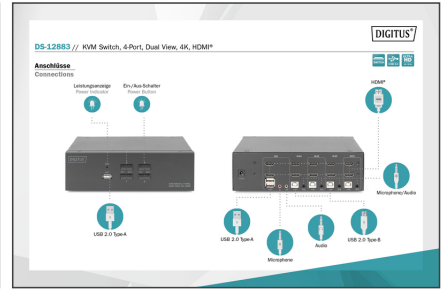 DIGITUS®
DS-12883 // KVM Switch, 4-Port, Dual View, 4K, HDMI®
Anschlüsse
Connections
Leistungsanzeige
Power Indicator
Ein-/Aus-Schalter
Power Button
HDMI®
Microphone/Audio
USB 2.0 Type-A
USB 2.0 Type-A
Microphone
Audio
USB 2.0 Type-B